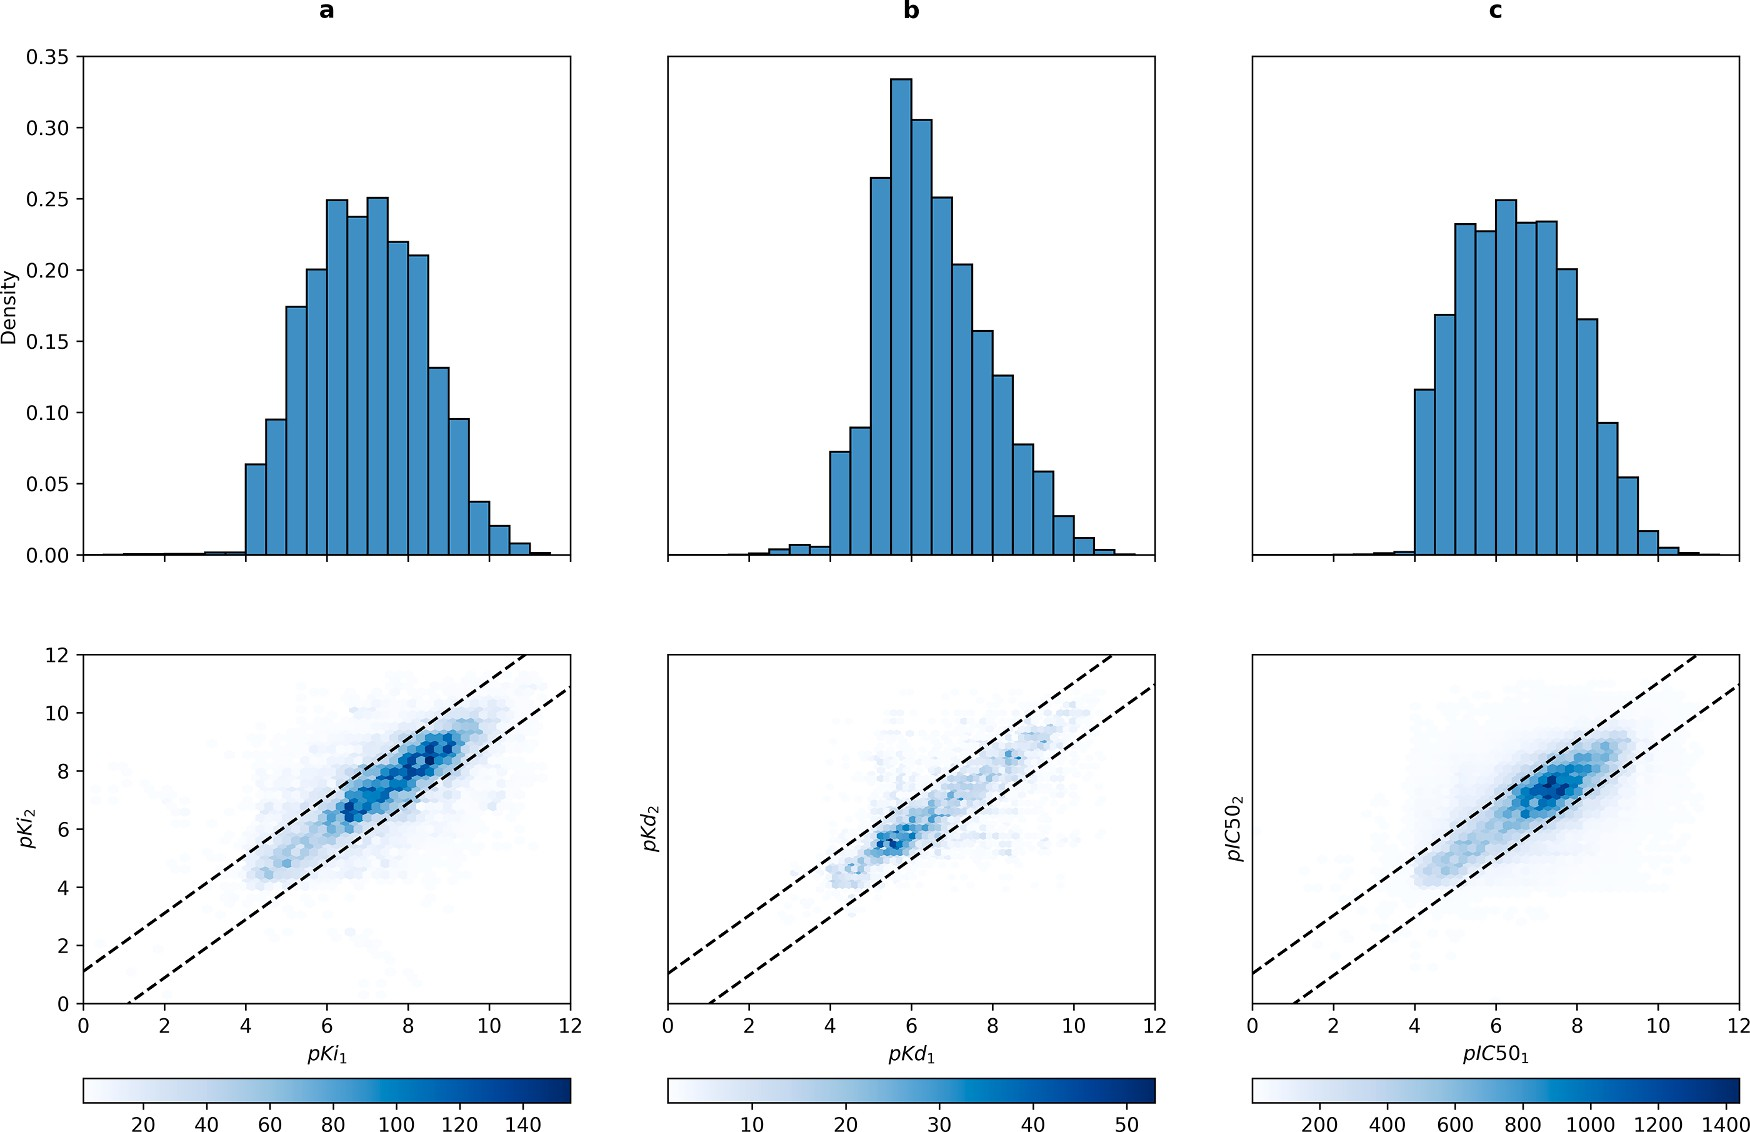 a b c
0.35
0.30
0.25
0.20
0.15
0.10
0.05
0.00
Density
12
10
8
6
4
2
0
pKi₂
pKd₂
pIC50₂
0 2 4 6 8 10 12
0 2 4 6 8 10 12
0 2 4 6 8 10 12
pKi₁
pKd₁
pIC50₁
20 40 60 80 100 120 140
10 20 30 40 50
200 400 600 800 1000 1200 1400